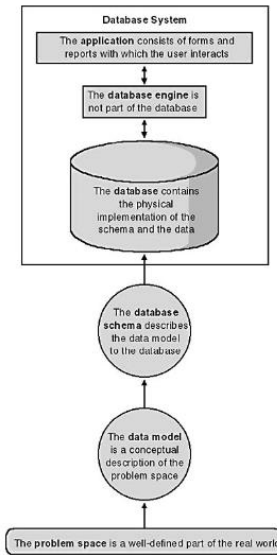 Database System
The application consists of forms and
reports with which the user interacts
The database engine is
not part of the database
The database contains
the physical
implementation of the
schema and the data
The database
schema describes
the data model
to the database
The data model
is a conceptual
description of the
problem space
The problem space is a well-defined part of the real world